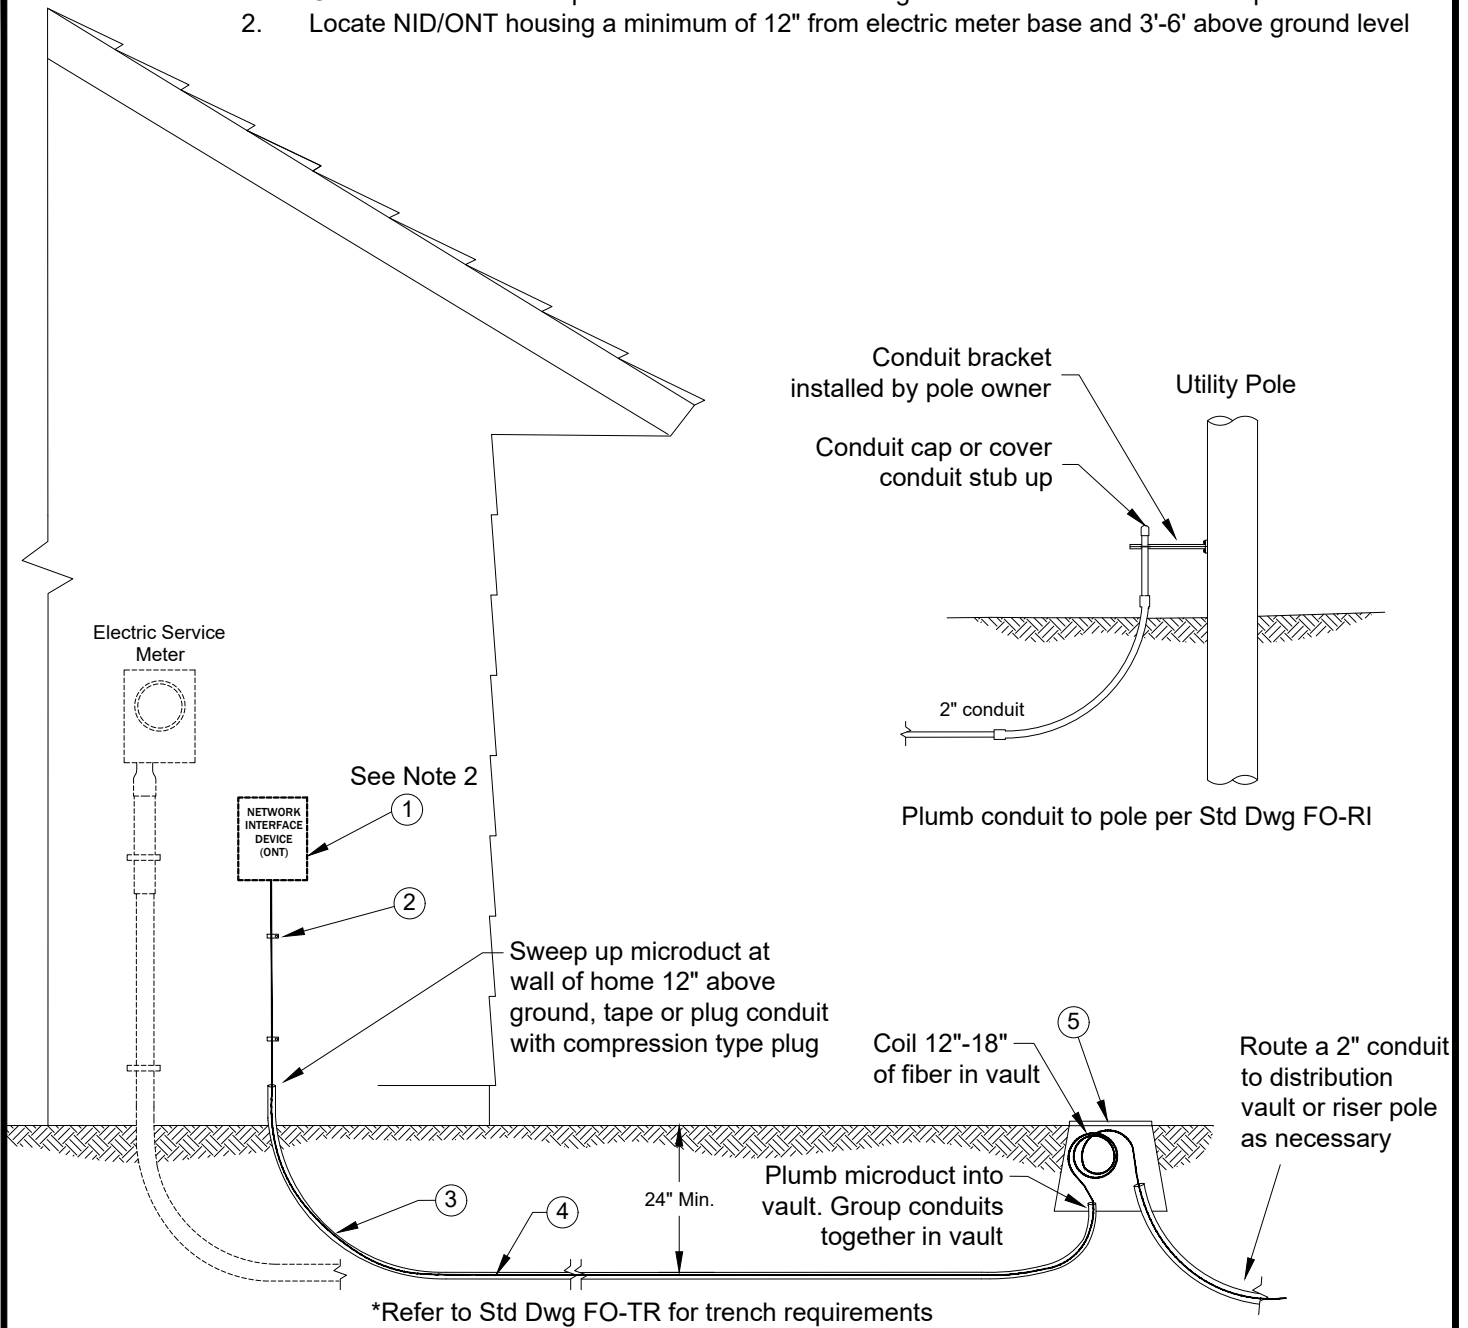 2. Locate NID/ONT housing a minimum of 12" from electric meter base and 3'-6' above ground level
Conduit bracket
installed by pole owner
Utility Pole
Conduit cap or cover
conduit stub up
2" conduit
Plumb conduit to pole per Std Dwg FO-RI
Electric Service
Meter
See Note 2
NETWORK
INTERFACE
DEVICE
(ONT)
1
2
Sweep up microduct at
wall of home 12" above
ground, tape or plug conduit
with compression type plug
Coil 12"-18"
of fiber in vault
5
Route a 2" conduit
to distribution
vault or riser pole
as necessary
3
4
24" Min.
Plumb microduct into
vault. Group conduits
together in vault
*Refer to Std Dwg FO-TR for trench requirements